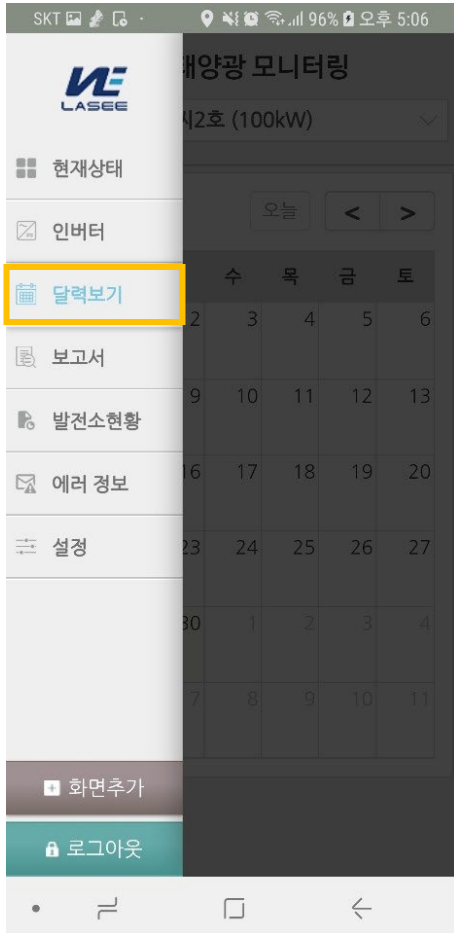 SKT 96% 오후 5:06
LASEE
태양광 모니터링
2호 (100kW)
현재상태
오늘 < >
인버터
수 목 금 토
달력보기
2 3 4 5 6
보고서
9 10 11 12 13
발전소현황
16 17 18 19 20
에러 정보
설정
23 24 25 26 27
30 1 2 3 4
7 8 9 10 11
화면추가
로그아웃